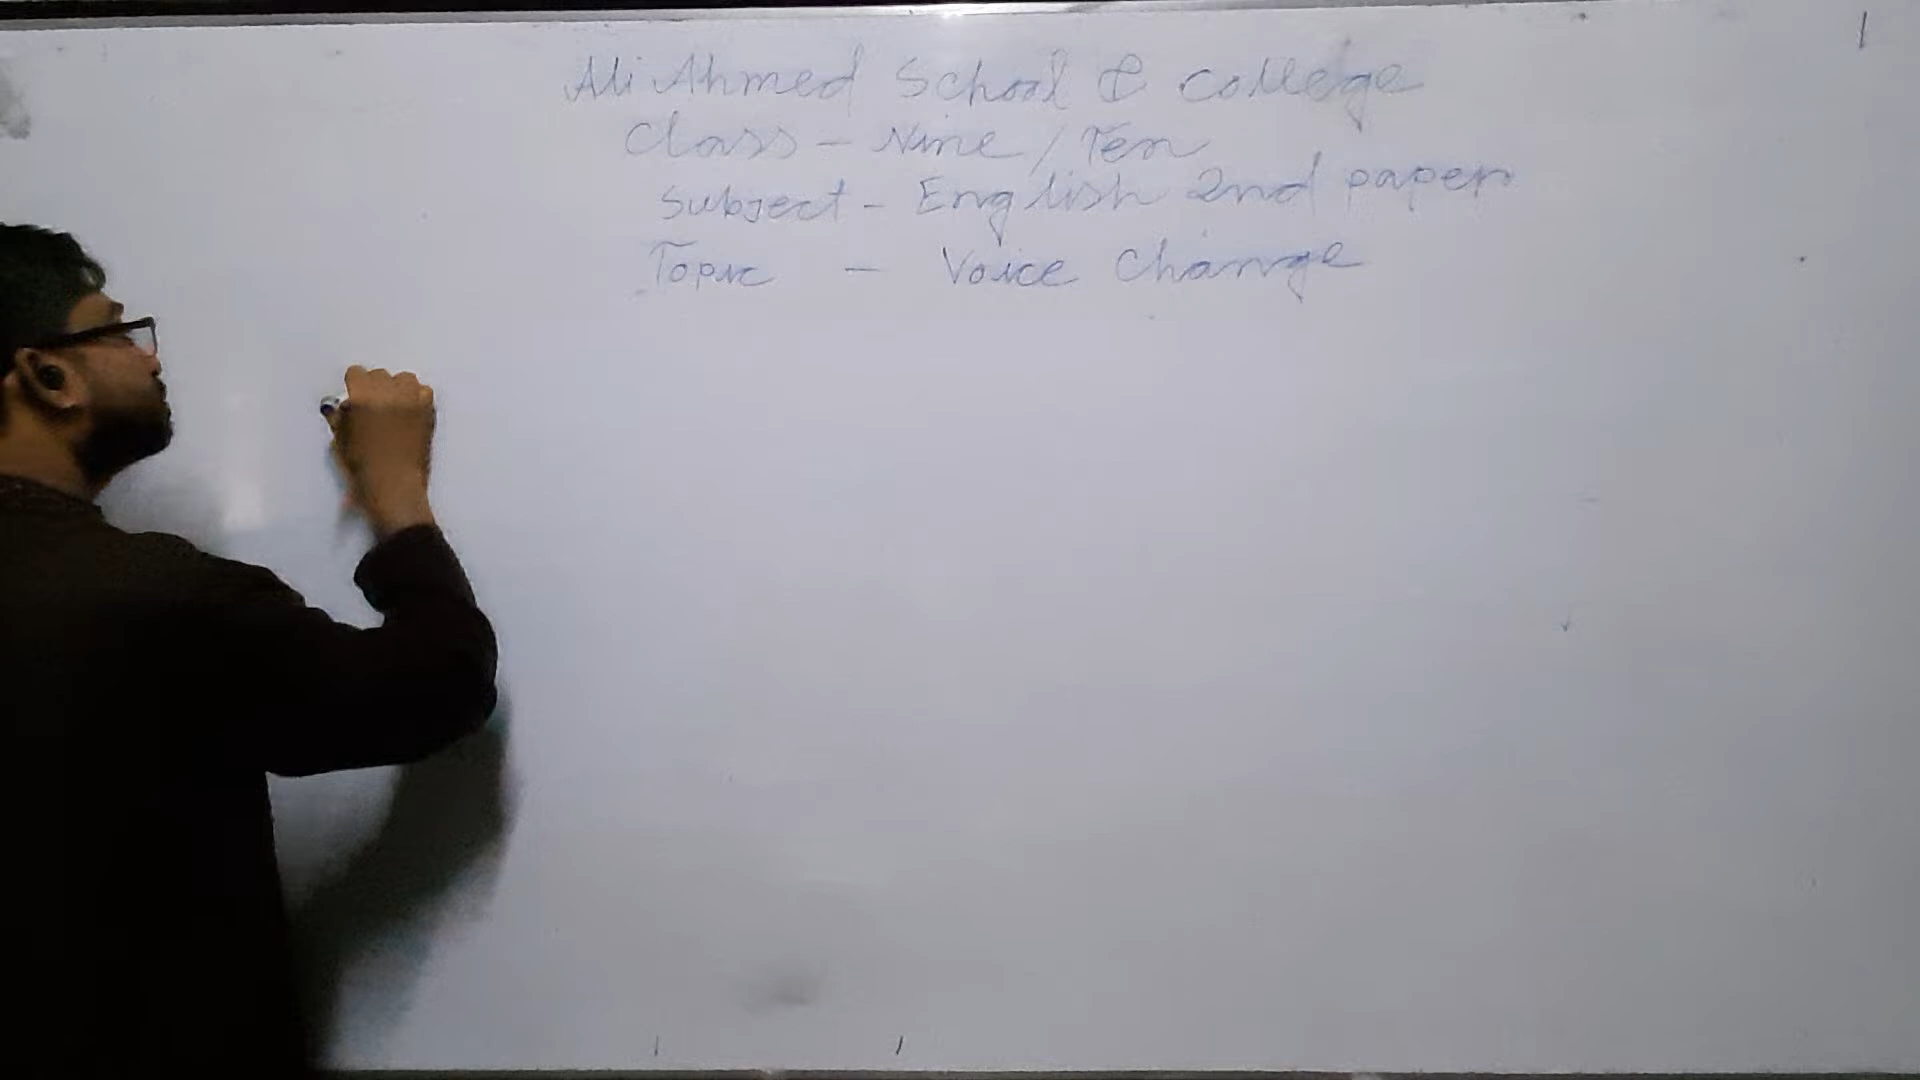 Ali Ahmed School & College
Class - Nine / Ten
Subject - English 2nd paper
Topic - Voice Change